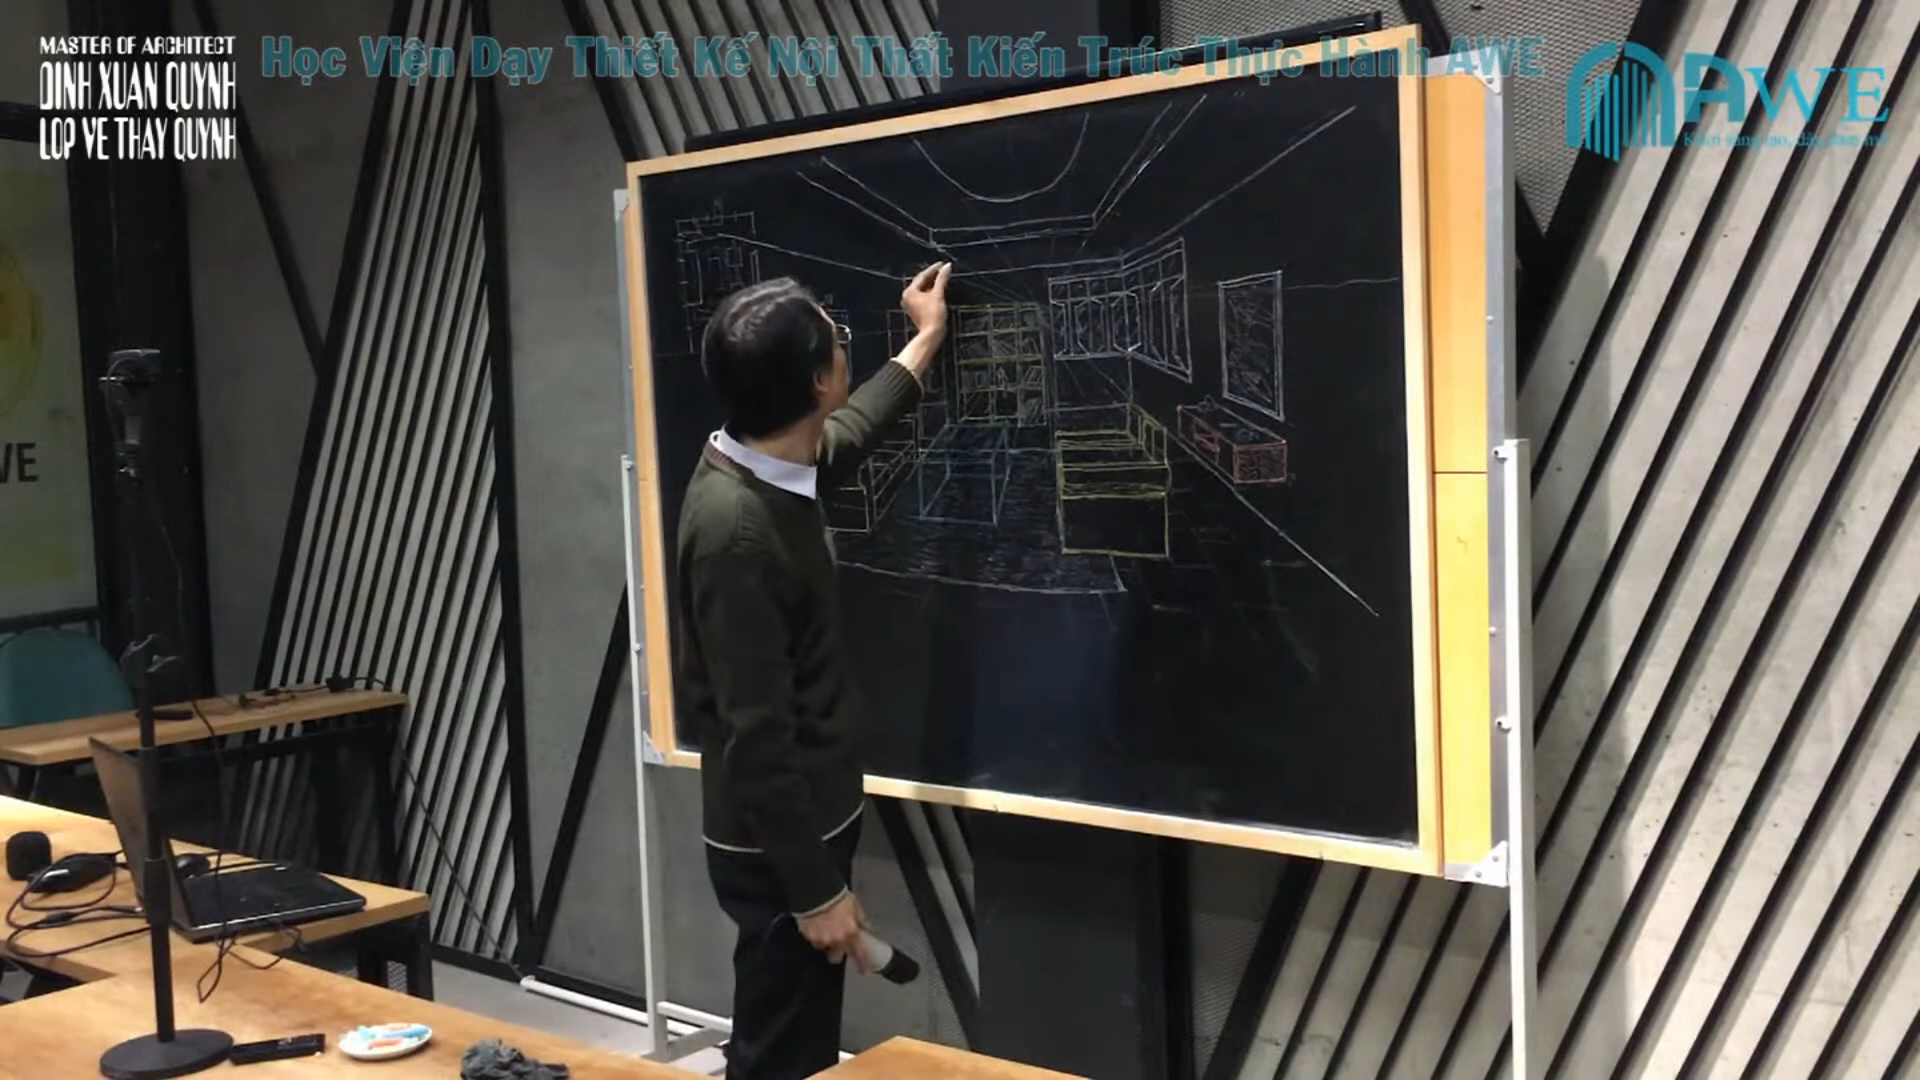 MASTER OF ARCHITECT
DINH XUAN QUYNH
LOP VE THAY QUYNH
Học Viện Dạy Thiết Kế Nội Thất Kiến Trúc Thực Hành AWE
AWE
VE